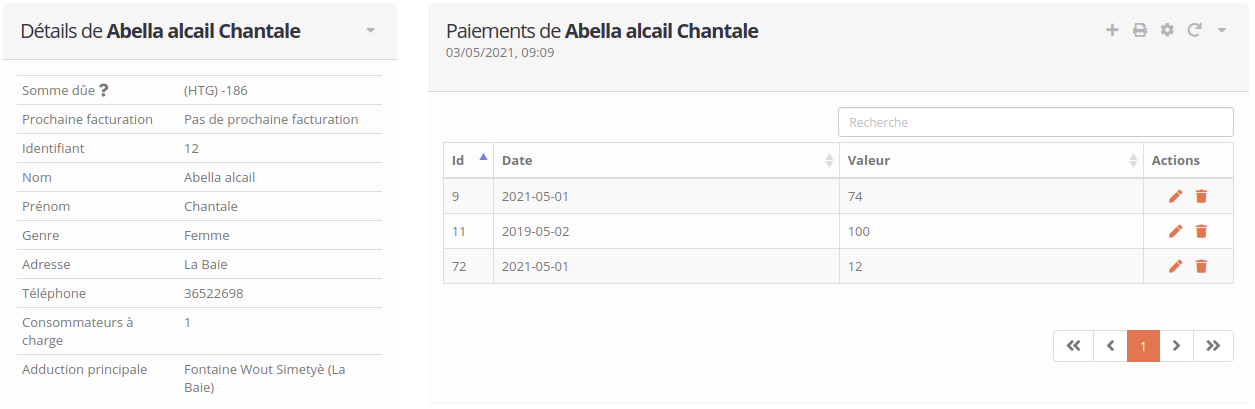 Détails de Abella alcail Chantale
Somme dûe ? (HTG) -186
Prochaine facturation Pas de prochaine facturation
Identifiant 12
Nom Abella alcail
Prénom Chantale
Genre Femme
Adresse La Baie
Téléphone 36522698
Consommateurs à 1
charge
Adduction principale Fontaine Wout Simetyè (La
Baie)
Paiements de Abella alcail Chantale
03/05/2021, 09:09
Recherche
Id Date Valeur Actions
9 2021-05-01 74
11 2019-05-02 100
72 2021-05-01 12
1